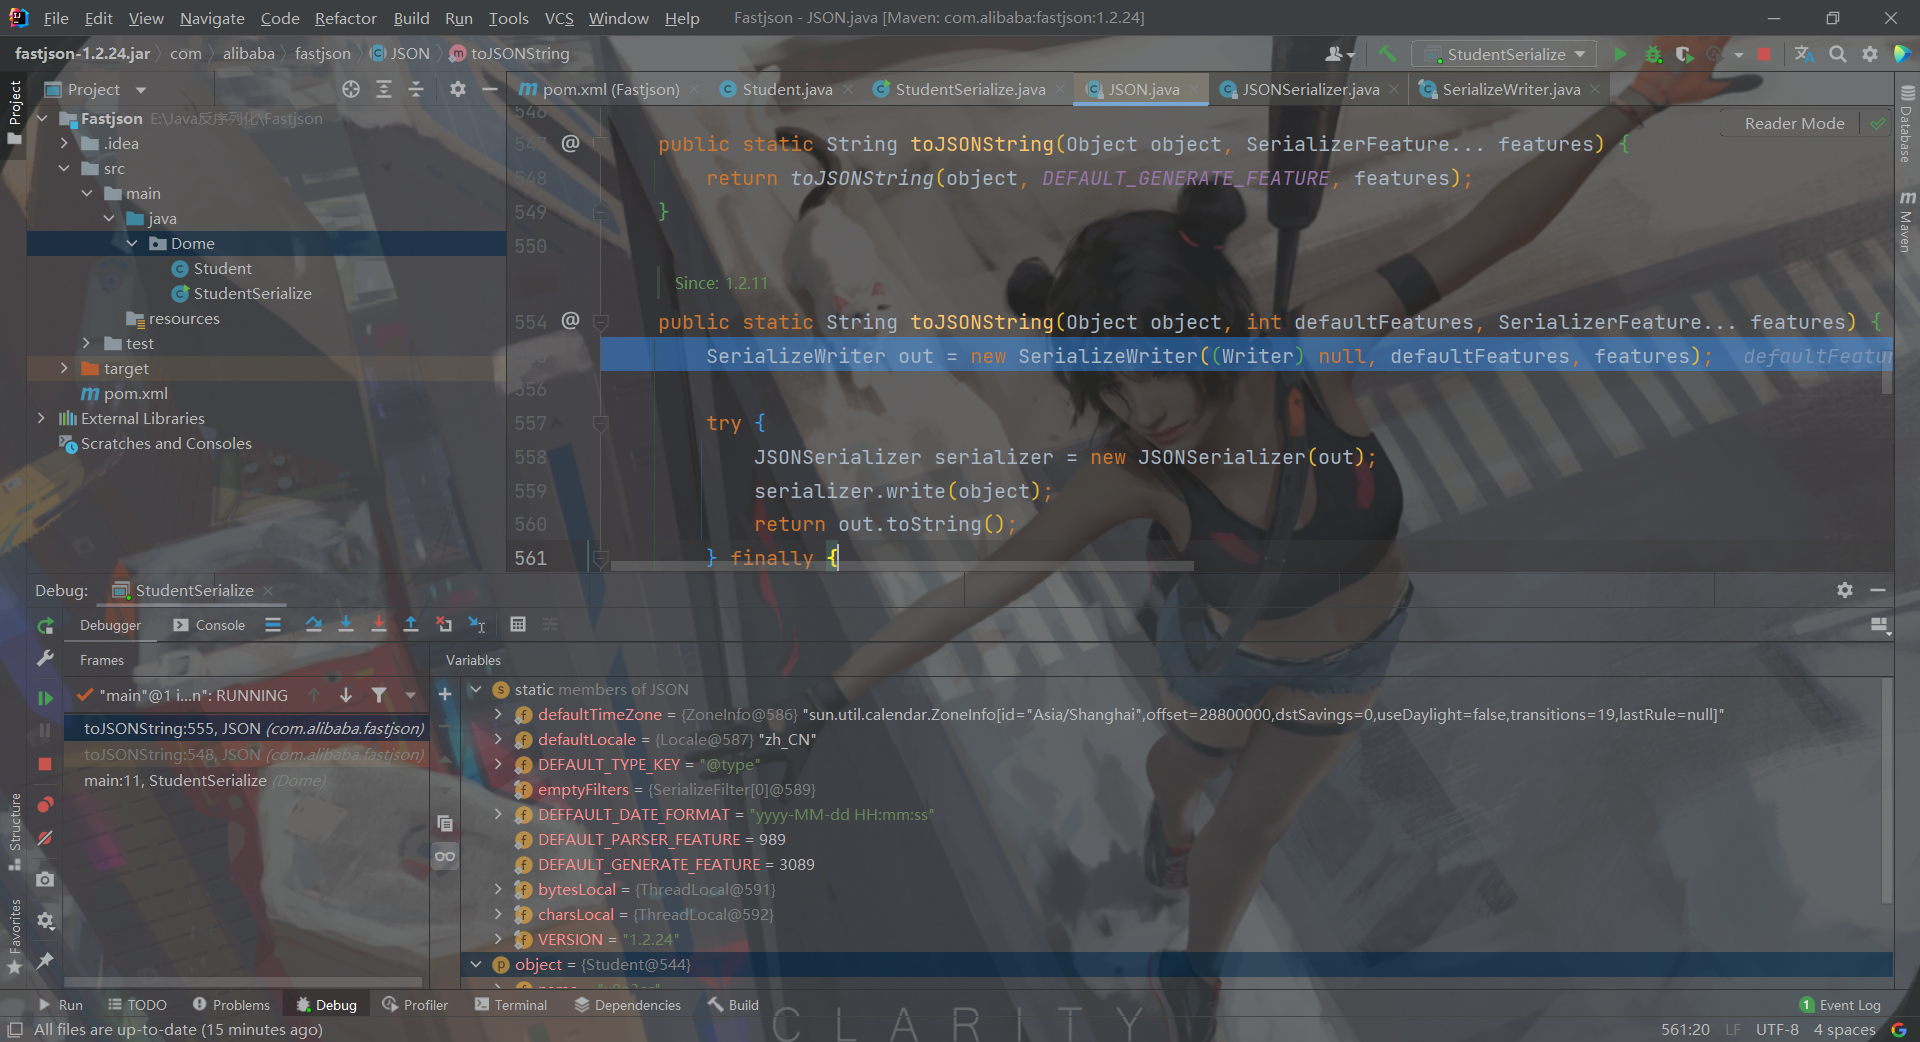 File Edit View Navigate Code Refactor Build Run Tools VCS Window Help Fastjson - JSON.java [Maven: com.alibaba:fastjson:1.2.24]
fastjson-1.2.24.jar com alibaba fastjson JSON toJSONString StudentSerialize
Project
Project
pom.xml (Fastjson) Student.java StudentSerialize.java JSON.java JSONSerializer.java SerializeWriter.java
Fastjson E:\Java反序列化\Fastjson
.idea
src
main
java
Dome
Student
StudentSerialize
resources
test
target
pom.xml
External Libraries
Scratches and Consoles
Reader Mode
Database
Maven
546
547 @ public static String toJSONString(Object object, SerializerFeature... features) {
548 return toJSONString(object, DEFAULT_GENERATE_FEATURE, features);
549 }
550
Since: 1.2.11
554 @ public static String toJSONString(Object object, int defaultFeatures, SerializerFeature... features) {
SerializeWriter out = new SerializeWriter((Writer) null, defaultFeatures, features); defaultFeatur
556
557 try {
558 JSONSerializer serializer = new JSONSerializer(out);
559 serializer.write(object);
560 return out.toString();
561 } finally {
Debug: StudentSerialize
Debugger Console
Frames
Variables
"main"@1 i...n": RUNNING
toJSONString:555, JSON (com.alibaba.fastjson)
toJSONString:548, JSON (com.alibaba.fastjson)
main:11, StudentSerialize (Dome)
static members of JSON
defaultTimeZone = {ZoneInfo@586} "sun.util.calendar.ZoneInfo[id="Asia/Shanghai",offset=28800000,dstSavings=0,useDaylight=false,transitions=19,lastRule=null]"
defaultLocale = {Locale@587} "zh_CN"
DEFAULT_TYPE_KEY = "@type"
emptyFilters = {SerializeFilter[0]@589}
DEFFAULT_DATE_FORMAT = "yyyy-MM-dd HH:mm:ss"
DEFAULT_PARSER_FEATURE = 989
DEFAULT_GENERATE_FEATURE = 3089
bytesLocal = {ThreadLocal@591}
charsLocal = {ThreadLocal@592}
VERSION = "1.2.24"
object = {Student@544}
Structure
Favorites
Run TODO Problems Debug Profiler Terminal Dependencies Build
CLARITY
1 Event Log
All files are up-to-date (15 minutes ago)
561:20 LF UTF-8 4 spaces